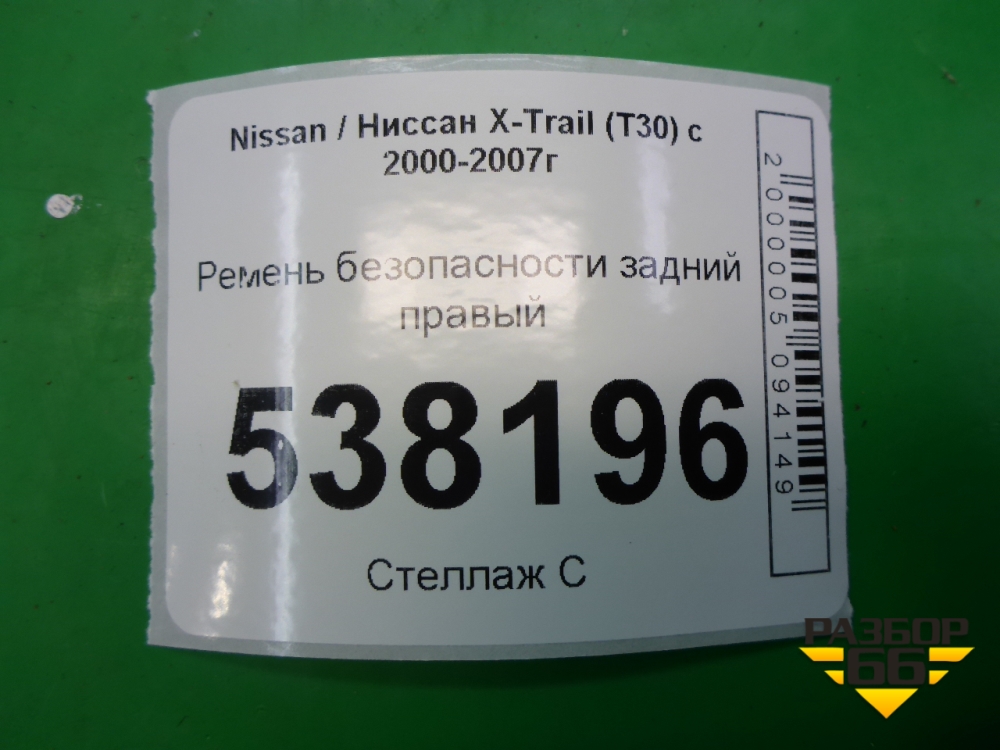 Nissan / Ниссан X-Trail (T30) с
2000-2007г
Ремень безопасности задний
правый
538196
Стеллаж С
2000005094149
РАЗБОР
66